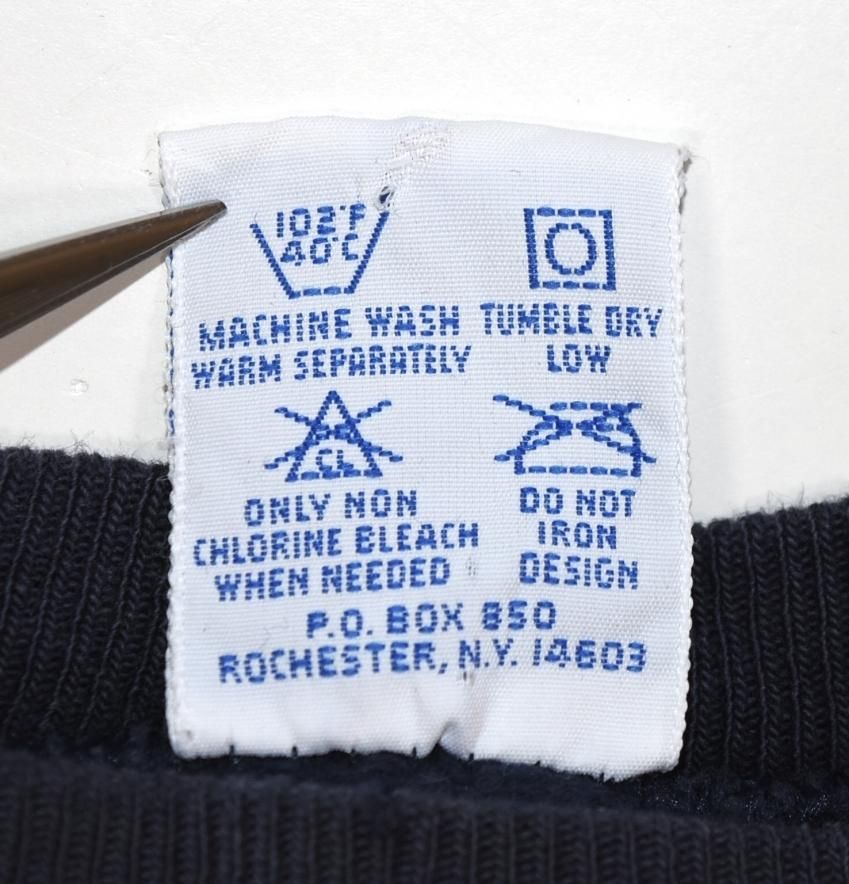 102°F
40°C
MACHINE WASH
WARM SEPARATELY
TUMBLE DRY
LOW
CL
ONLY NON
CHLORINE BLEACH
WHEN NEEDED
DO NOT
IRON
DESIGN
P.O. BOX 850
ROCHESTER, N.Y. 14603